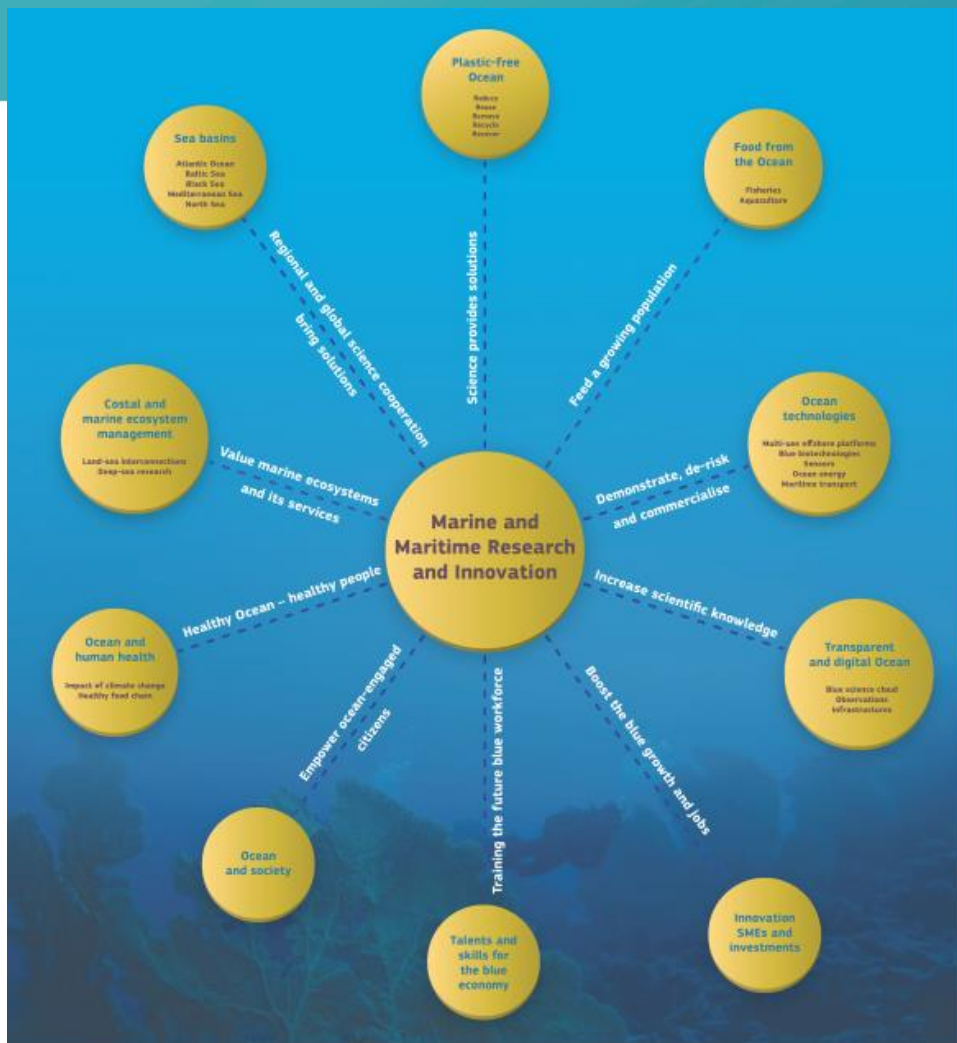 Plastic-free
Ocean
Reduce
Reuse
Remove
Recycle
Recover
Sea basins
Atlantic Ocean
Baltic Sea
Black Sea
Mediterranean Sea
North Sea
Food from
the Ocean
Fisheries
Aquaculture
Regional and global science cooperation
bring solutions
Science provides solutions
Feed a growing population
Costal and
marine ecosystem
management
Land-sea interconnections
Deep-sea research
Ocean
technologies
Multi-use offshore platforms
Blue biotechnologies
Sensors
Ocean energy
Maritime transport
Value marine ecosystems
and its services
Demonstrate, de-risk
and commercialise
Marine and
Maritime Research
and Innovation
Healthy Ocean – healthy people
Increase scientific knowledge
Ocean and
human health
Impact of climate change
Healthy food chain
Transparent
and digital Ocean
Blue science cloud
Observations
Infrastructures
Empower ocean-engaged
citizens
Training the future blue workforce
Boost the blue growth and jobs
Ocean
and society
Talents and
skills for
the blue
economy
Innovation
SMEs and
investments